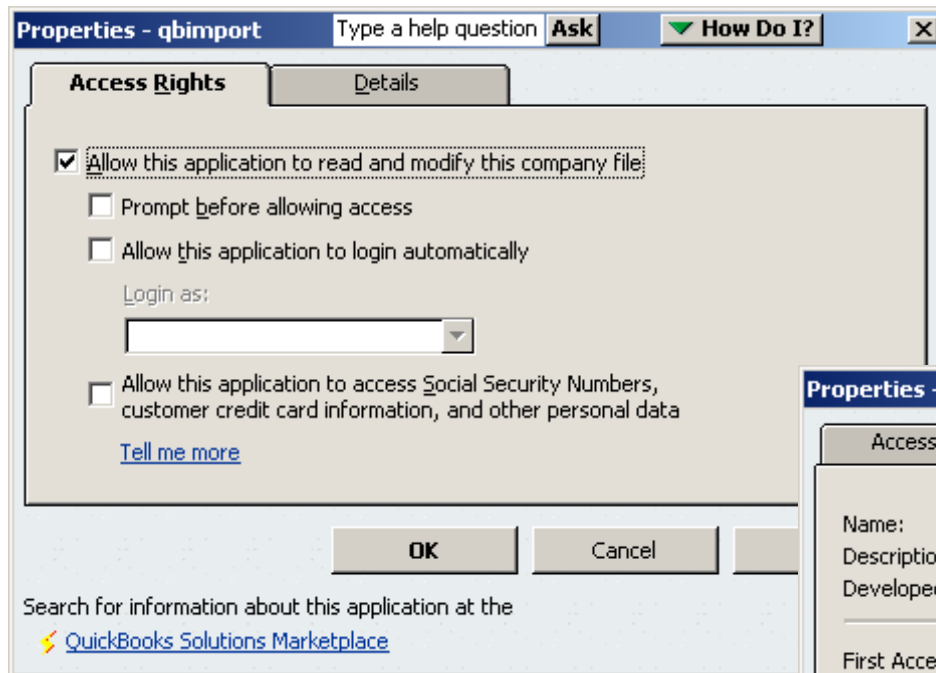 Properties - qbimport
Type a help question
Ask
How Do I?
Access Rights
Details
Allow this application to read and modify this company file
Prompt before allowing access
Allow this application to login automatically
Login as:
Allow this application to access Social Security Numbers,
customer credit card information, and other personal data
Tell me more
OK
Cancel
Search for information about this application at the
QuickBooks Solutions Marketplace
Properties -
Access
Name:
Descriptio
Develope
First Acce